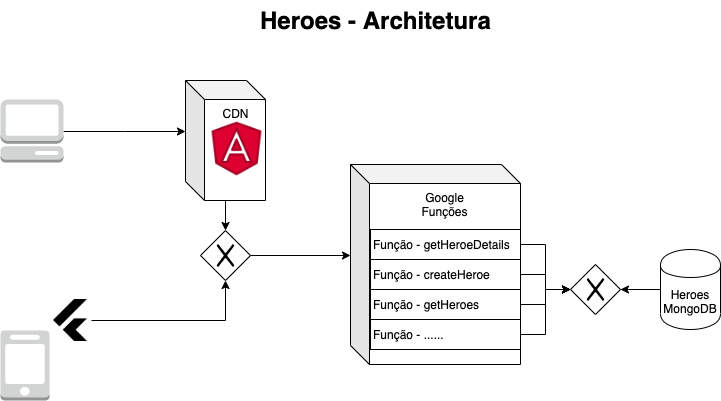 Heroes - Architetura
CDN
A
Google
Funções
Função - getHeroeDetails
Função - createHeroe
Função - getHeroes
Função - ......
X
X
Heroes
MongoDB